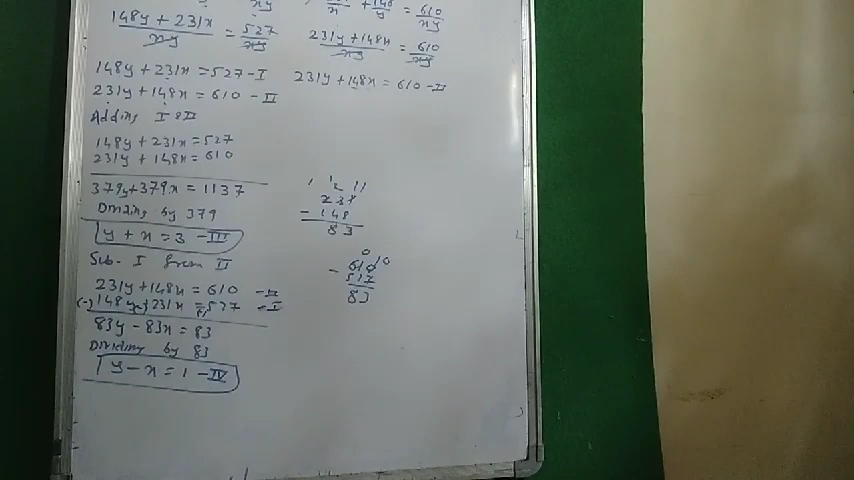 148y + 231x / xy = 527 / xy
148y + 231x = 527 - I
231y + 148x = 610 - II
Adding I & II
148y + 231x = 527
231y + 148x = 610
379y + 379x = 1137
Dividing by 379
y + x = 3 - III
Sub. I from II
231y + 148x = 610 - II
(-) 148y + 231x = 527 - I
83y - 83x = 83
Dividing by 83
y - x = 1 - IV
= 610 / xy
231y + 148x / xy = 610 / xy
231y + 148x = 610 - II
231
- 148
83
- 610
527
83